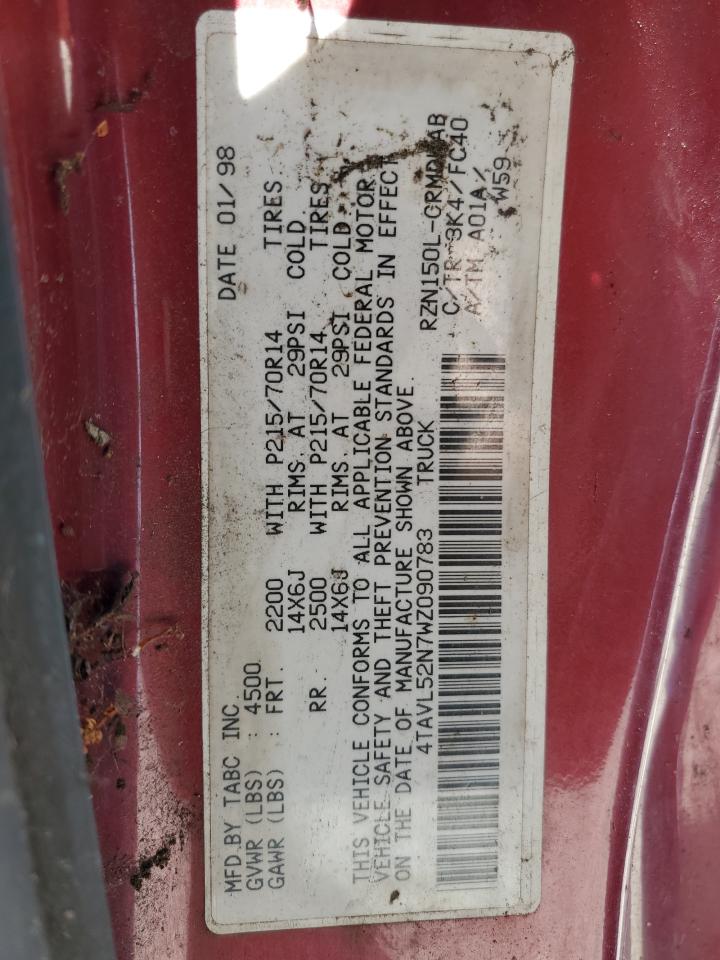 MFD.BY TABC INC. DATE 01/98
GVWR (LBS) : 4500
GAWR (LBS) : FRT. 2200 WITH P215/70R14 TIRES
14X6J RIMS AT 29PSI COLD
RR. 2500 WITH P215/70R14 TIRES
14X6J RIMS AT 29PSI COLD.
THIS VEHICLE CONFORMS TO ALL APPLICABLE FEDERAL MOTOR
VEHICLE SAFETY AND THEFT PREVENTION STANDARDS IN EFFECT
ON THE DATE OF MANUFACTURE SHOWN ABOVE.
4TAVL52N7WZ090783 TRUCK
C/TR 3K4/FC40
A/TM A01A/
W59